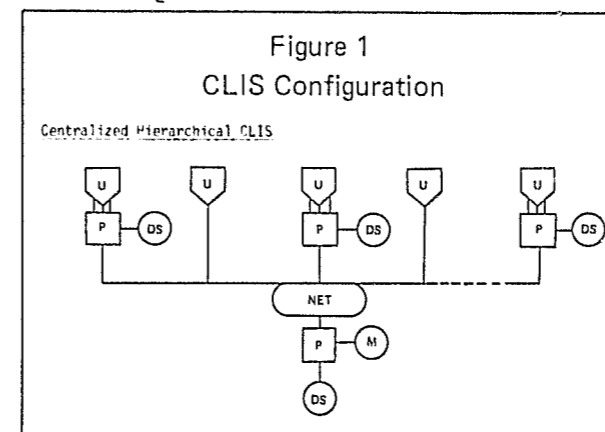 Figure 1
CLIS Configuration
Centralized Hierarchical CLIS
U U U U U
P DS P DS P DS
NET
P M
DS